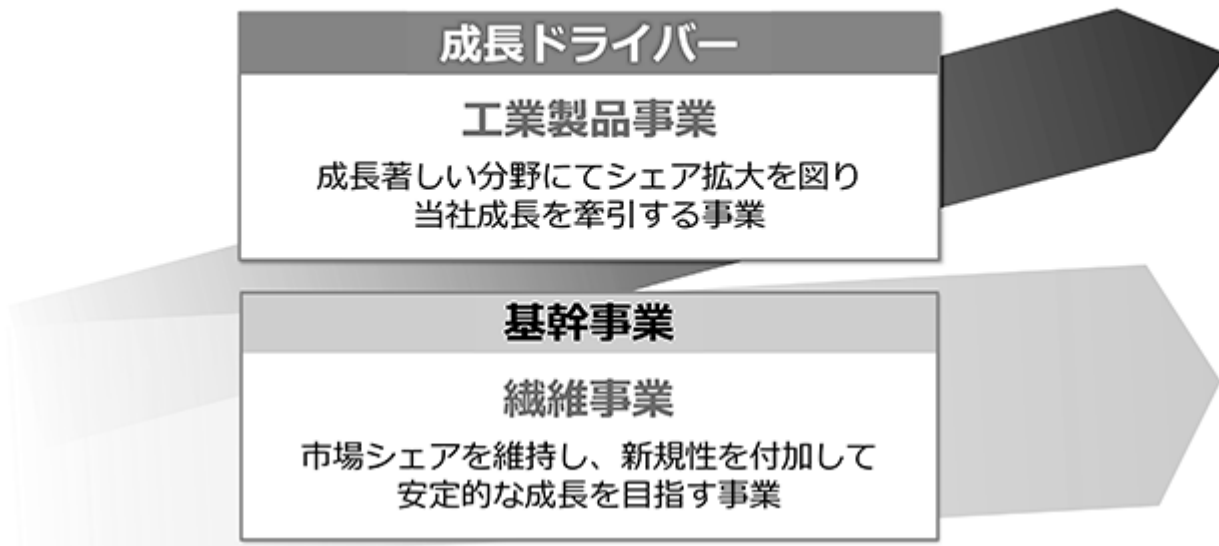 成長ドライバー
工業製品事業
成長著しい分野にてシェア拡大を図り
当社成長を牽引する事業
基幹事業
繊維事業
市場シェアを維持し、新規性を付加して
安定的な成長を目指す事業